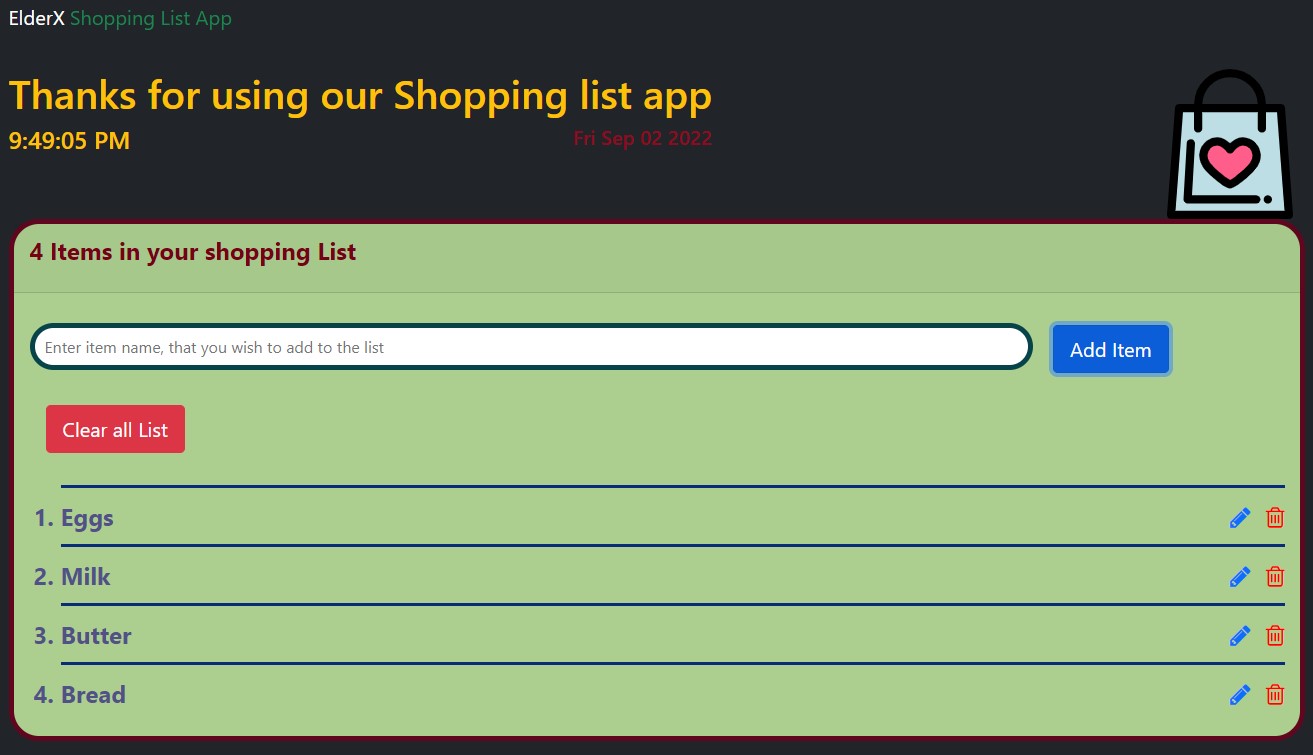 ElderX Shopping List App
Thanks for using our Shopping list app
9:49:05 PM Fri Sep 02 2022
4 Items in your shopping List
Enter item name, that you wish to add to the list Add Item
Clear all List
1. Eggs
2. Milk
3. Butter
4. Bread